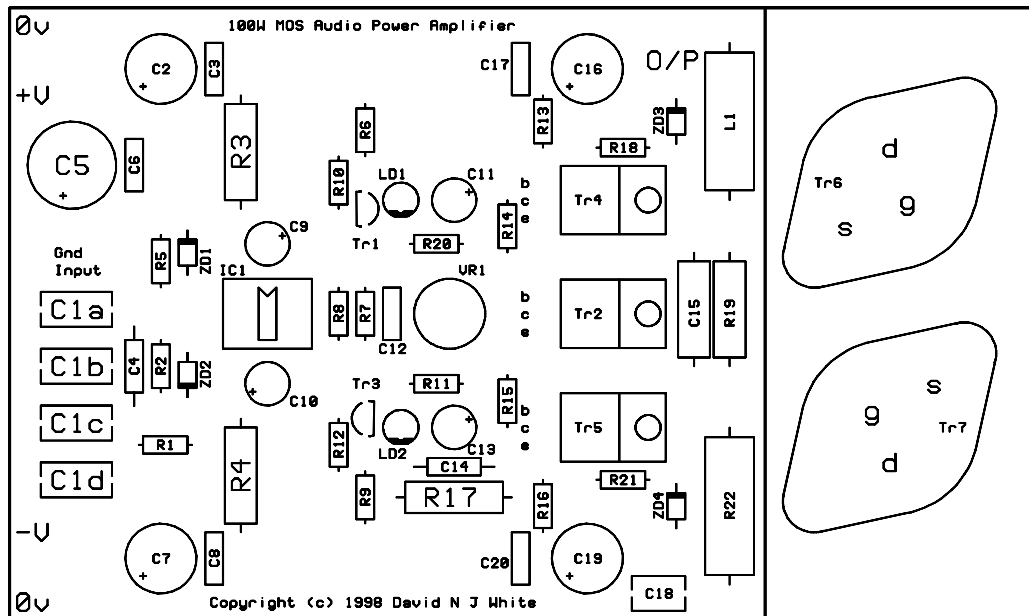 0v
100W MOS Audio Power Amplifier
C2
C3
C17
C16
O/P
+V
R3
R6
R13
ZD3
L1
C5
C6
R10
LD1
C11
R18
d
Tr6
g
s
b
c
e
Tr4
R14
Tr1
R20
C9
Gnd
Input
R5
ZD1
IC1
VR1
C1a
R8
R7
C12
b
c
e
Tr2
C15
R19
C1b
C4
R2
ZD2
C10
Tr3
R11
R15
s
g
Tr7
d
C1c
R1
R12
LD2
C13
b
c
e
Tr5
C1d
R4
C14
R9
R17
R16
R21
ZD4
R22
-V
C7
C8
C20
C19
C18
0v
Copyright (c) 1998 David N J White